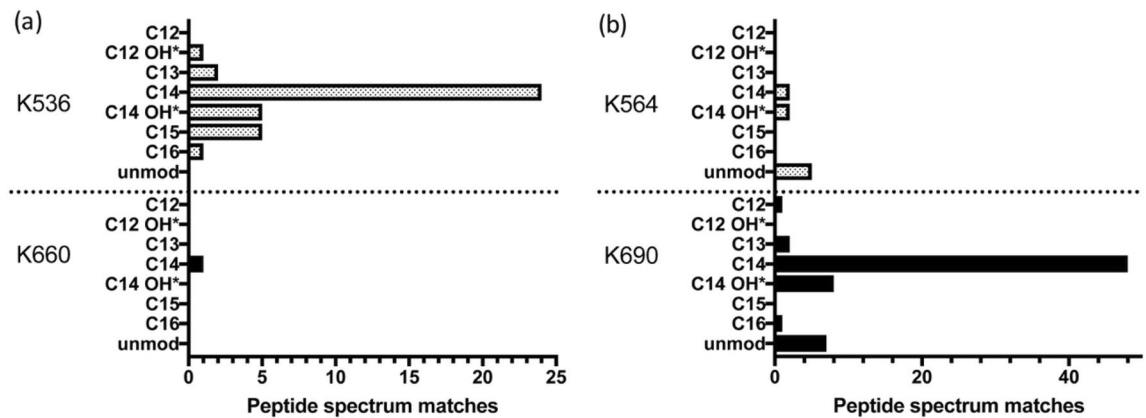 (a)
K536
C12
C12 OH*
C13
C14
C14 OH*
C15
C16
unmod
K660
C12
C12 OH*
C13
C14
C14 OH*
C15
C16
unmod
0 5 10 15 20 25
Peptide spectrum matches
(b)
K564
C12
C12 OH*
C13
C14
C14 OH*
C15
C16
unmod
K690
C12
C12 OH*
C13
C14
C14 OH*
C15
C16
unmod
0 20 40
Peptide spectrum matches